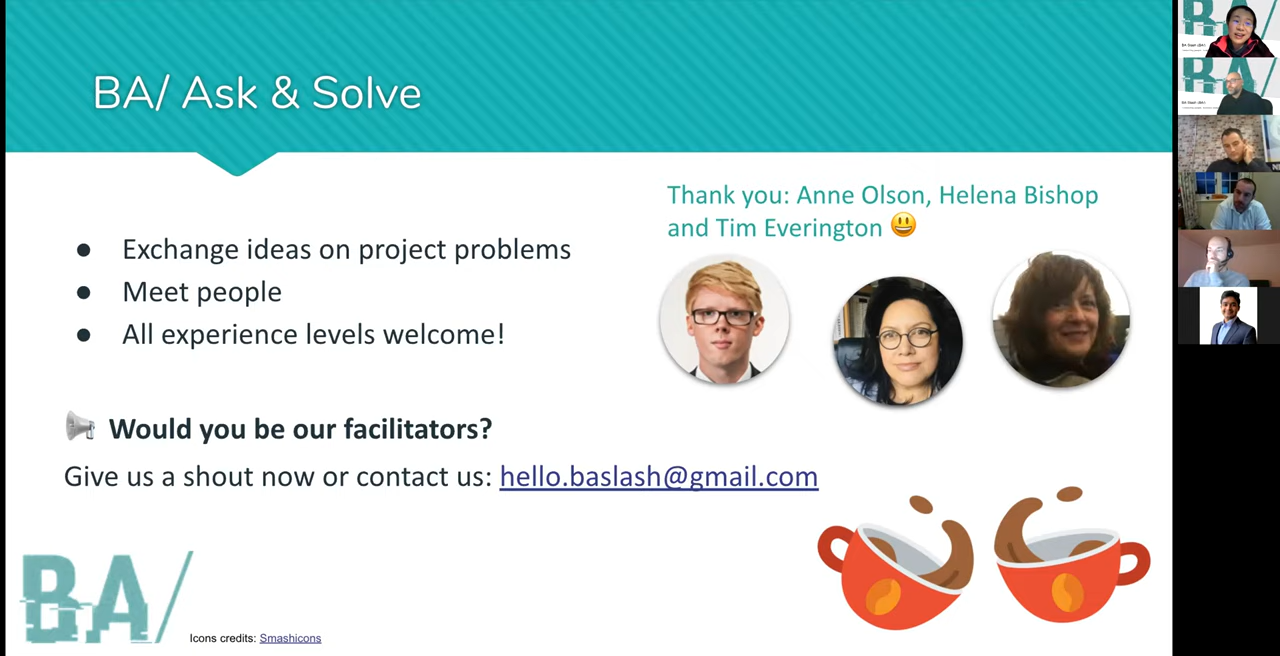 BA/ Ask & Solve
Thank you: Anne Olson, Helena Bishop
and Tim Everington
● Exchange ideas on project problems
● Meet people
● All experience levels welcome!
Would you be our facilitators?
Give us a shout now or contact us: hello.baslash@gmail.com
BA/
Icons credits: Smashicons
BA/
BA/